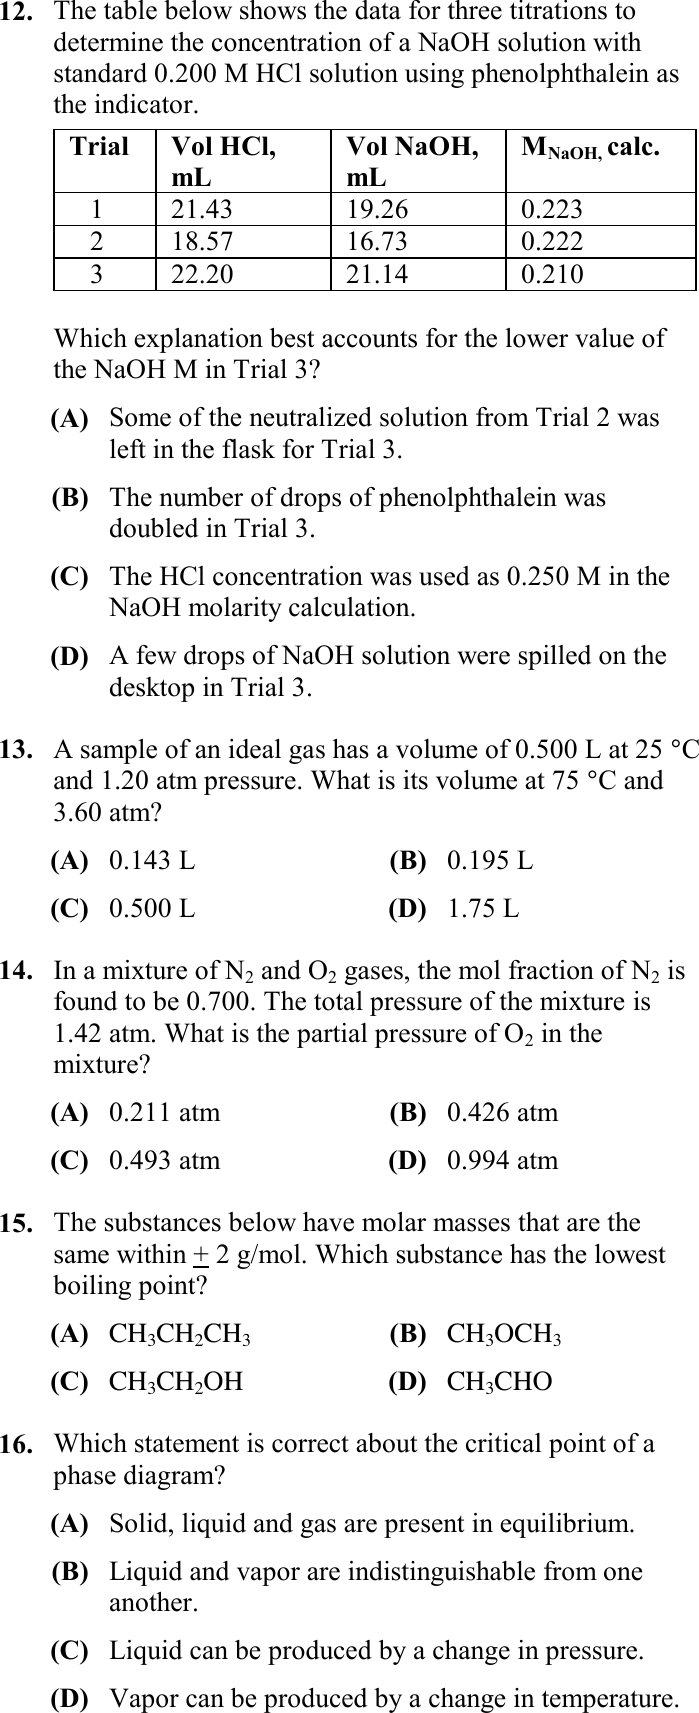 12. The table below shows the data for three titrations to
determine the concentration of a NaOH solution with
standard 0.200 M HCl solution using phenolphthalein as
the indicator.
Trial Vol HCl, mL Vol NaOH, mL M<sub>NaOH,</sub> calc.
1 21.43 19.26 0.223
2 18.57 16.73 0.222
3 22.20 21.14 0.210
Which explanation best accounts for the lower value of
the NaOH M in Trial 3?
(A) Some of the neutralized solution from Trial 2 was
left in the flask for Trial 3.
(B) The number of drops of phenolphthalein was
doubled in Trial 3.
(C) The HCl concentration was used as 0.250 M in the
NaOH molarity calculation.
(D) A few drops of NaOH solution were spilled on the
desktop in Trial 3.
13. A sample of an ideal gas has a volume of 0.500 L at 25 °C
and 1.20 atm pressure. What is its volume at 75 °C and
3.60 atm?
(A) 0.143 L (B) 0.195 L
(C) 0.500 L (D) 1.75 L
14. In a mixture of N₂ and O₂ gases, the mol fraction of N₂ is
found to be 0.700. The total pressure of the mixture is
1.42 atm. What is the partial pressure of O₂ in the
mixture?
(A) 0.211 atm (B) 0.426 atm
(C) 0.493 atm (D) 0.994 atm
15. The substances below have molar masses that are the
same within ± 2 g/mol. Which substance has the lowest
boiling point?
(A) CH₃CH₂CH₃ (B) CH₃OCH₃
(C) CH₃CH₂OH (D) CH₃CHO
16. Which statement is correct about the critical point of a
phase diagram?
(A) Solid, liquid and gas are present in equilibrium.
(B) Liquid and vapor are indistinguishable from one
another.
(C) Liquid can be produced by a change in pressure.
(D) Vapor can be produced by a change in temperature.